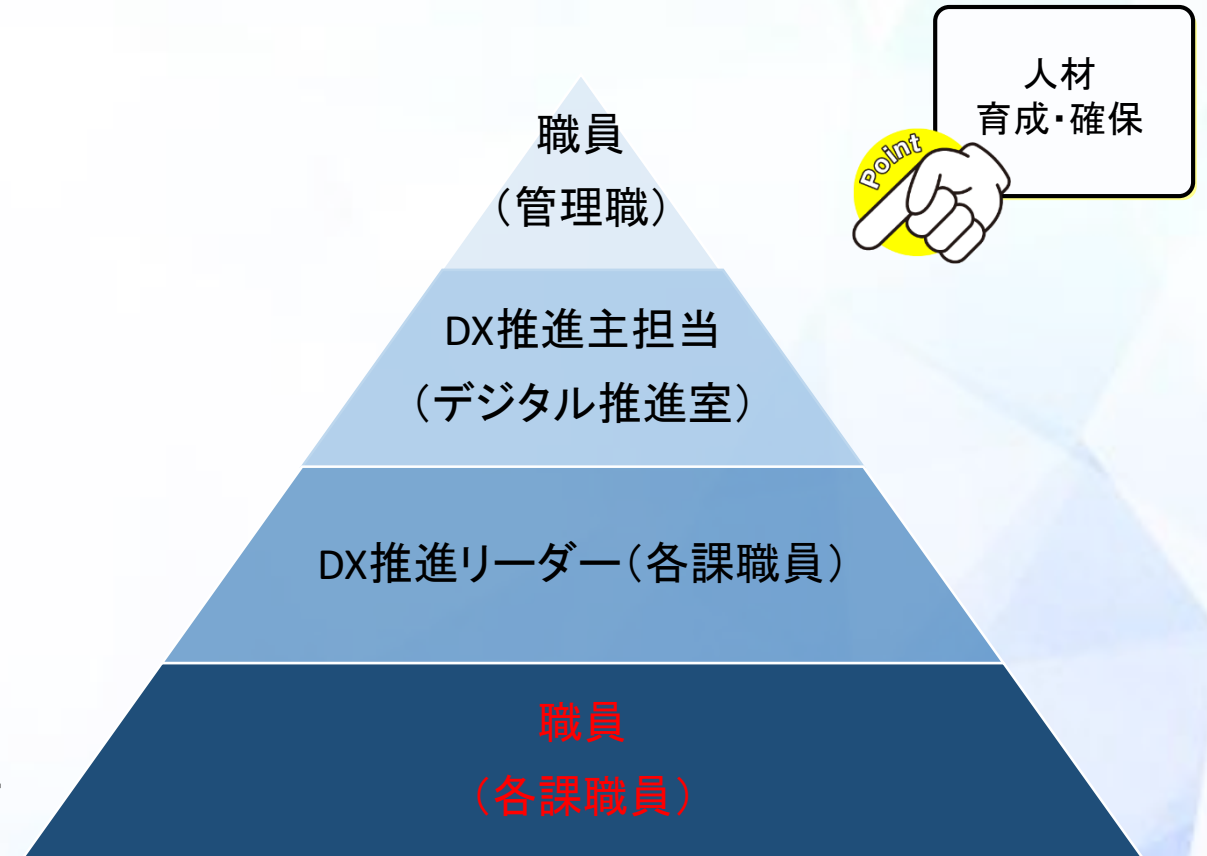 人材
育成・確保
Point
職員
（管理職）
DX推進主担当
（デジタル推進室）
DX推進リーダー（各課職員）
職員
（各課職員）